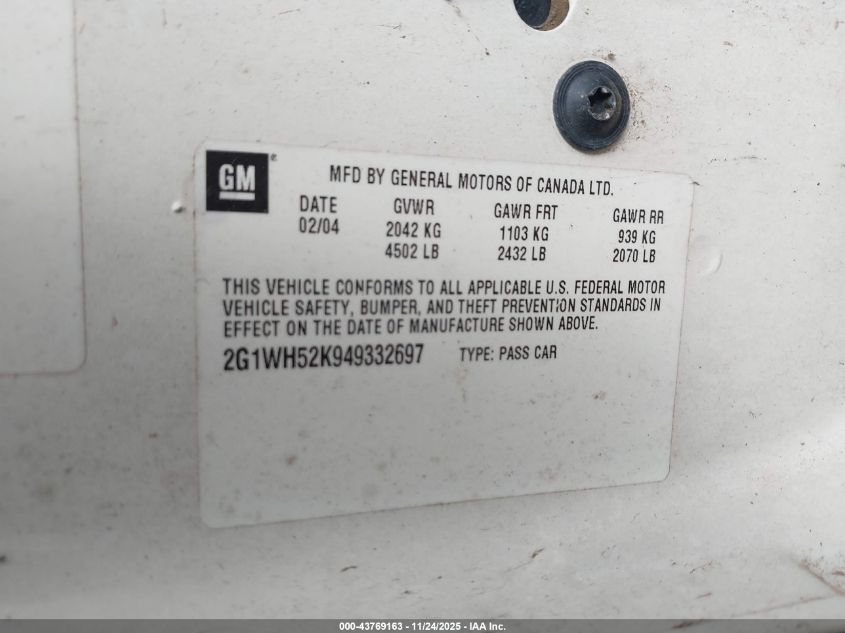 GM
MFD BY GENERAL MOTORS OF CANADA LTD.
DATE GVWR GAWR FRT GAWR RR
02/04 2042 KG 1103 KG 939 KG
4502 LB 2432 LB 2070 LB
THIS VEHICLE CONFORMS TO ALL APPLICABLE U.S. FEDERAL MOTOR
VEHICLE SAFETY, BUMPER, AND THEFT PREVENTION STANDARDS IN
EFFECT ON THE DATE OF MANUFACTURE SHOWN ABOVE.
2G1WH52K949332697 TYPE: PASS CAR
000-43769163 - 11/24/2025 - IAA Inc.